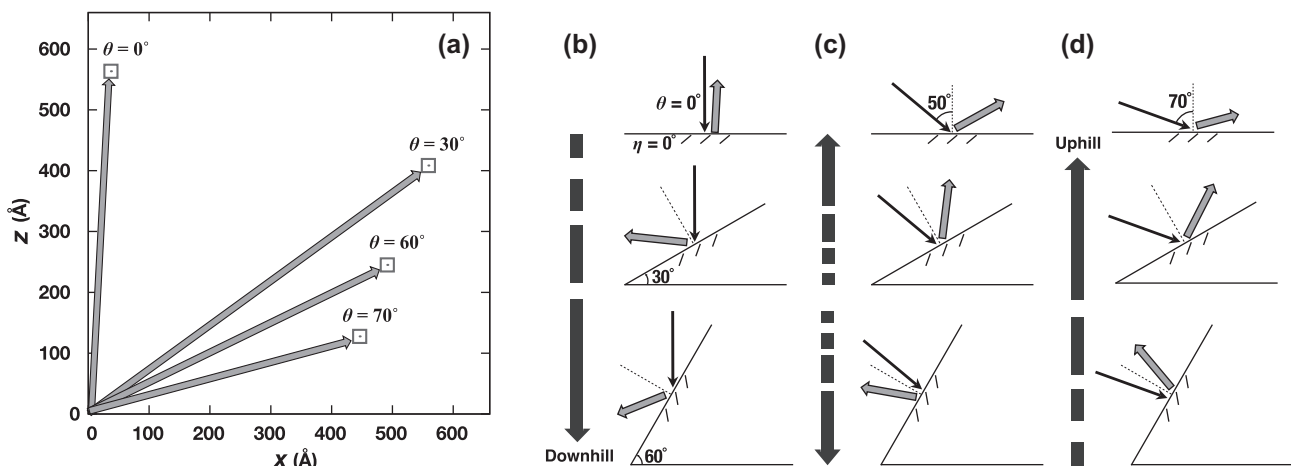 (a)
600
500
400
300
200
100
0
0 100 200 300 400 500 600
z (Å)
x (Å)
θ = 0°
θ = 30°
θ = 60°
θ = 70°
(b)
θ = 0°
η = 0°
30°
60°
Downhill
(c)
50°
(d)
70°
Uphill